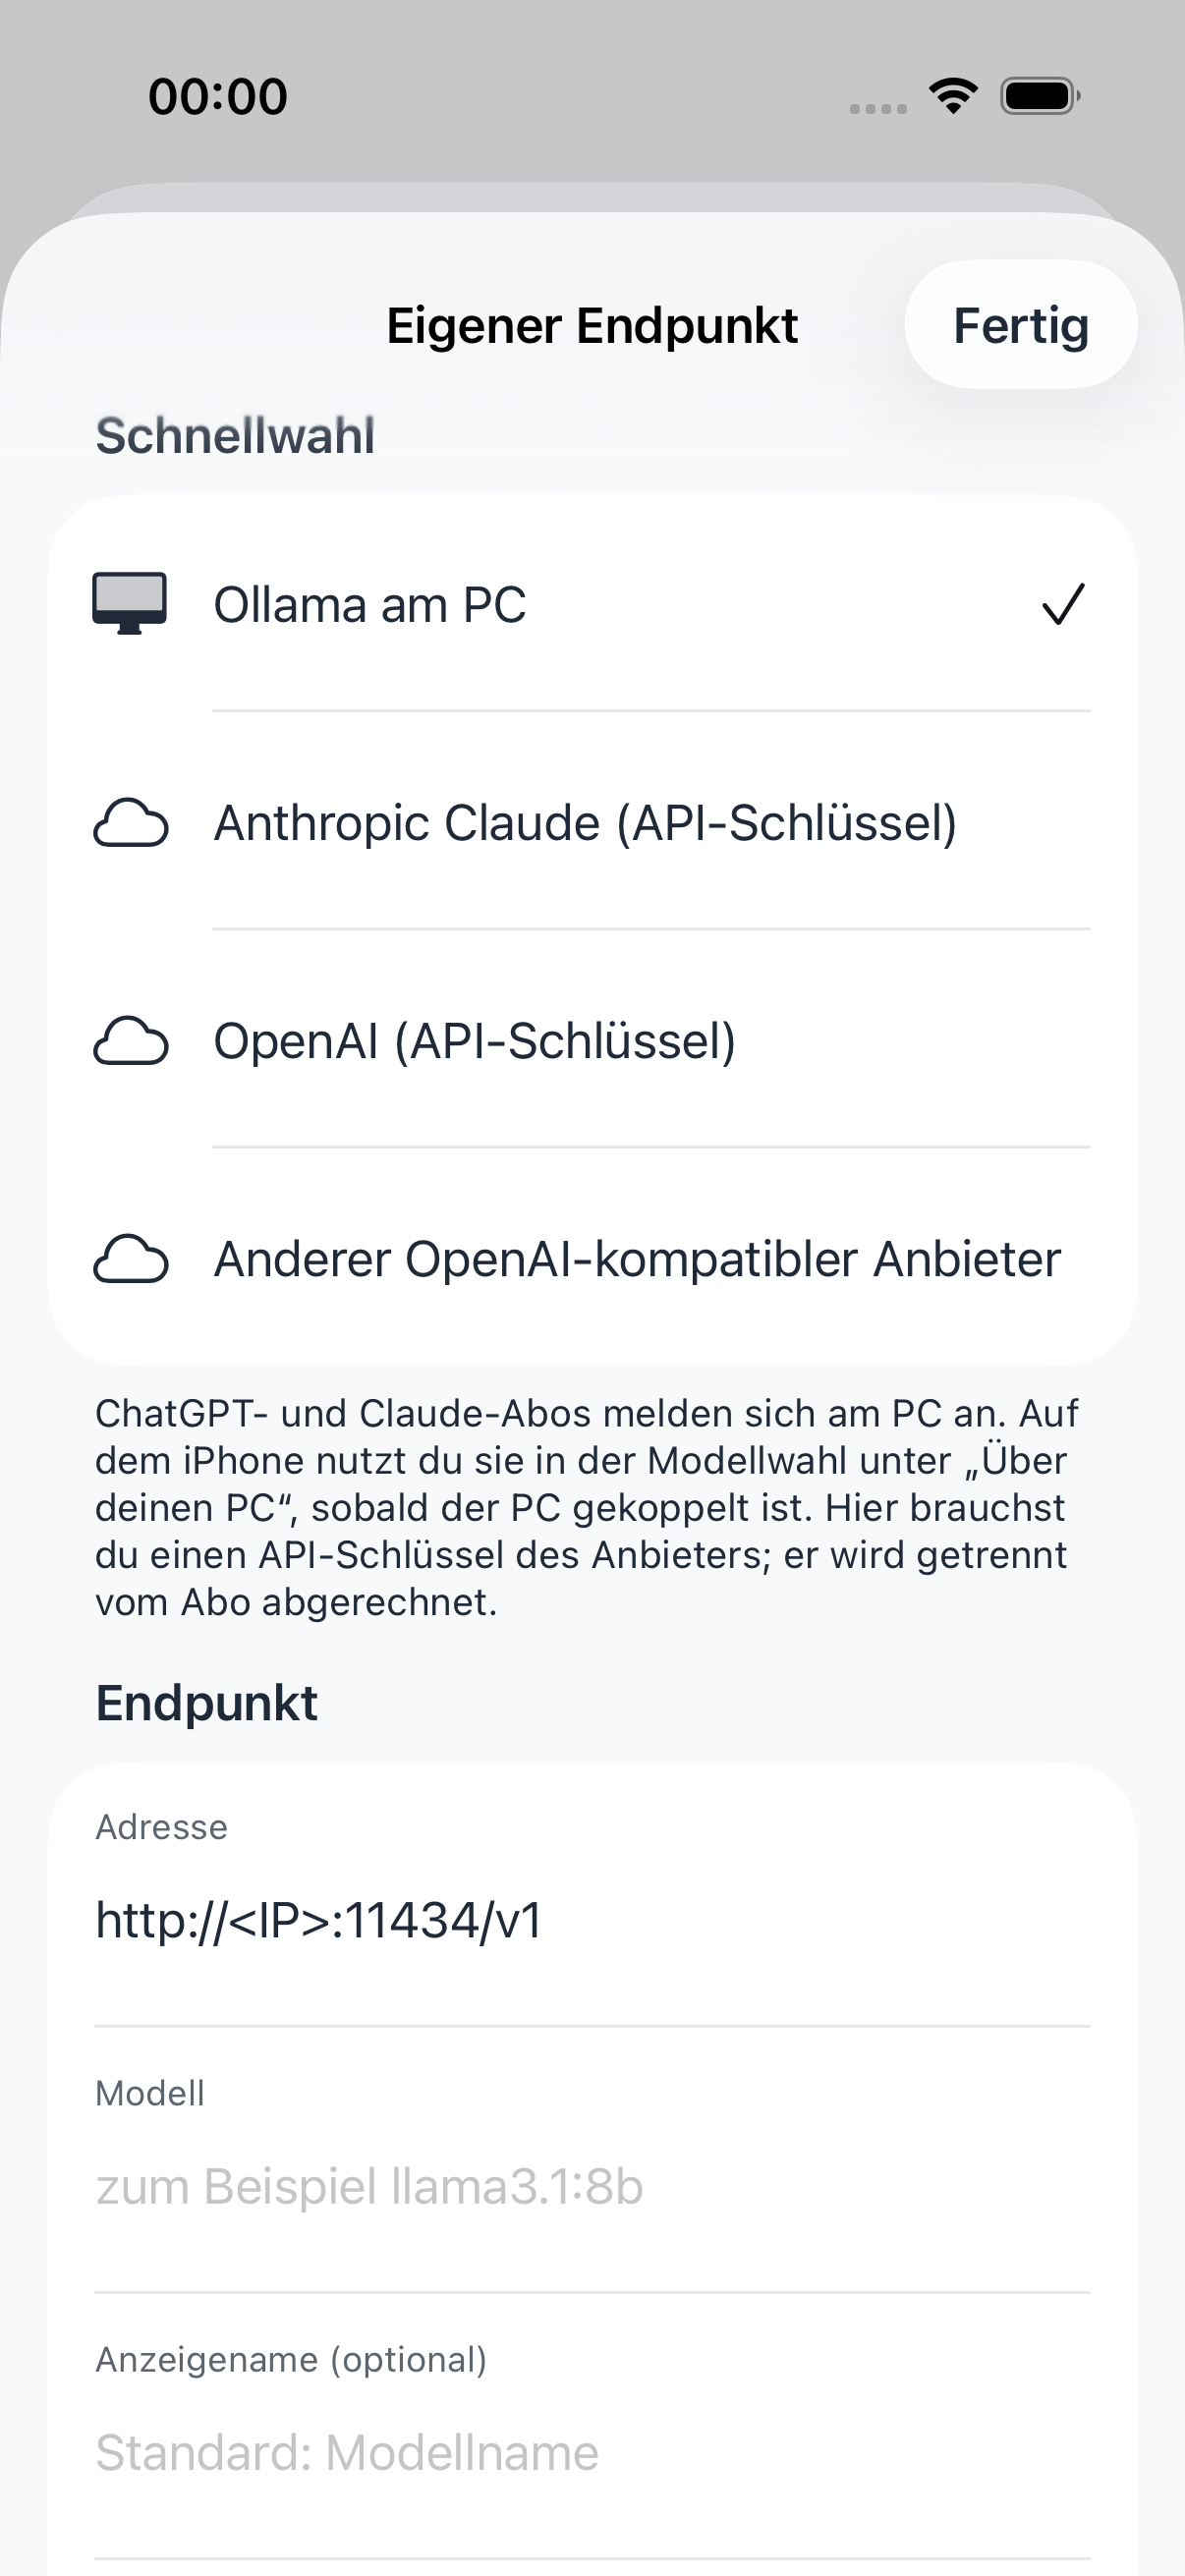 00:00
Eigener Endpunkt
Fertig
Schnellwahl
Ollama am PC
Anthropic Claude (API-Schlüssel)
OpenAI (API-Schlüssel)
Anderer OpenAI-kompatibler Anbieter
ChatGPT- und Claude-Abos melden sich am PC an. Auf
dem iPhone nutzt du sie in der Modellwahl unter „Über
deinen PC“, sobald der PC gekoppelt ist. Hier brauchst
du einen API-Schlüssel des Anbieters; er wird getrennt
vom Abo abgerechnet.
Endpunkt
Adresse
http://<IP>:11434/v1
Modell
zum Beispiel llama3.1:8b
Anzeigename (optional)
Standard: Modellname